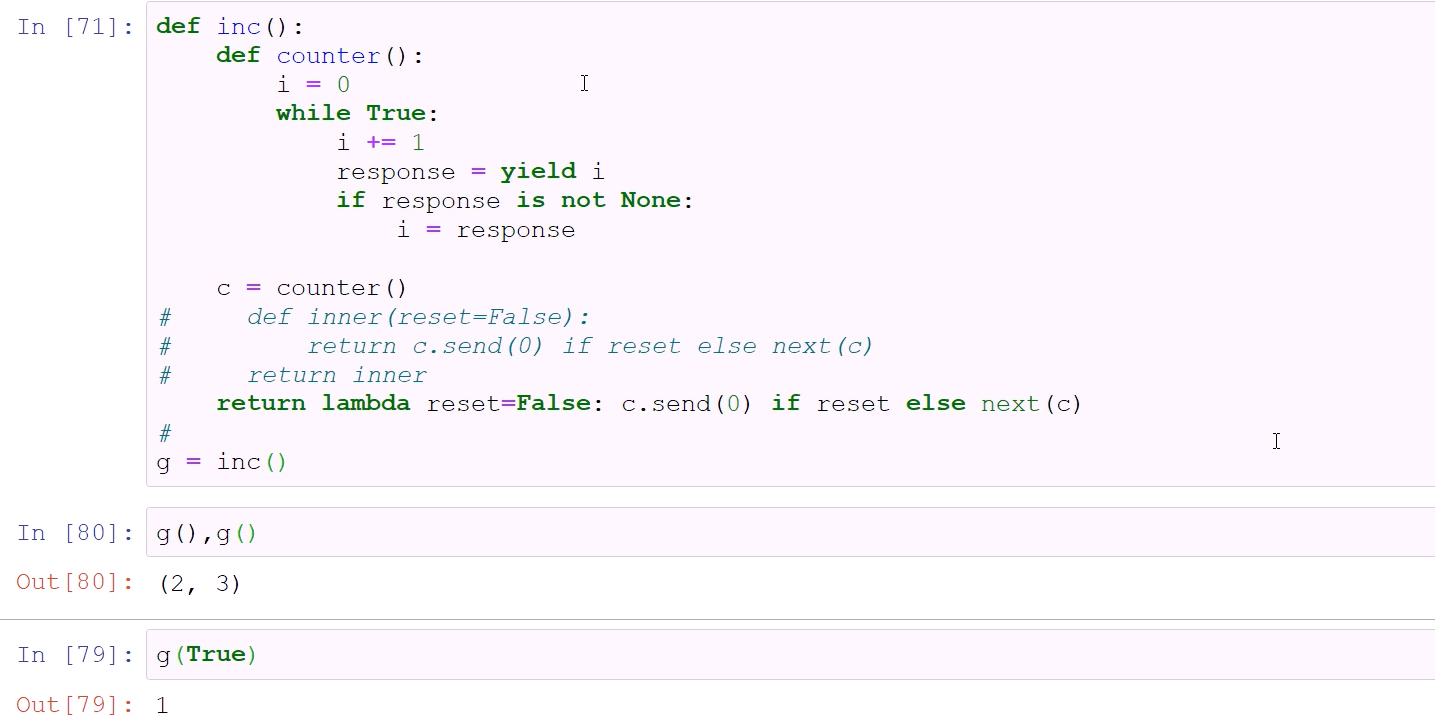 In [71]: def inc():
    def counter():
        i = 0
        while True:
            i += 1
            response = yield i
            if response is not None:
                i = response
    c = counter()
#     def inner(reset=False):
#         return c.send(0) if reset else next(c)
#     return inner
    return lambda reset=False: c.send(0) if reset else next(c)
#
g = inc()
In [80]: g(),g()
Out[80]: (2, 3)
In [79]: g(True)
Out[79]: 1